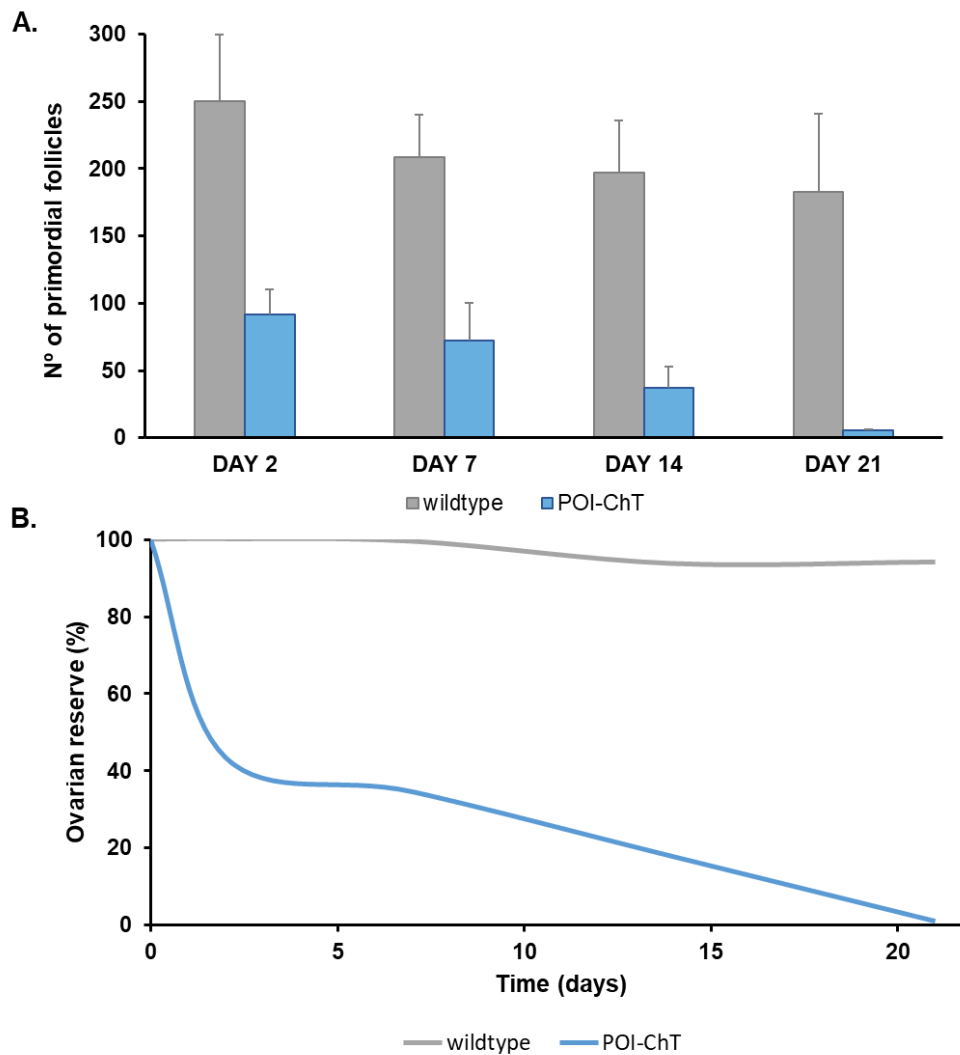 A.
Nº of primordial follicles
300
250
200
150
100
50
0
DAY 2 DAY 7 DAY 14 DAY 21
wildtype POI-ChT
B.
Ovarian reserve (%)
100
80
60
40
20
0
0 5 10 15 20
Time (days)
wildtype POI-ChT